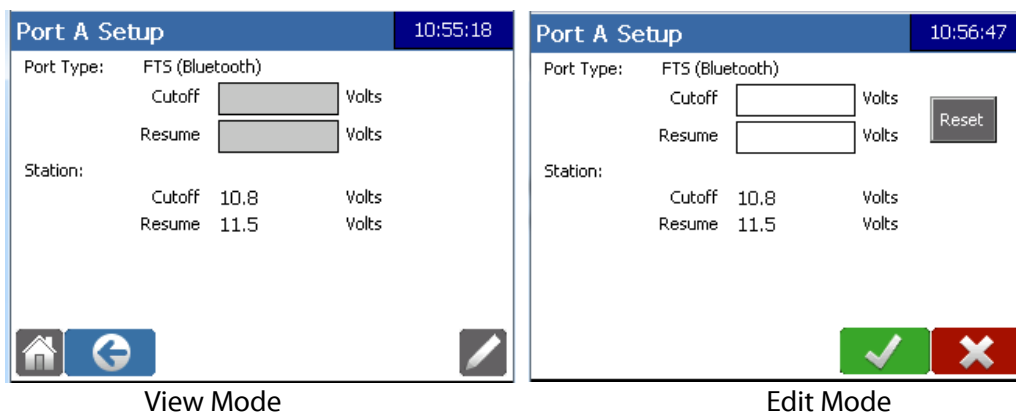 Port A Setup 10:55:18
Port Type: FTS (Bluetooth)
Cutoff Volts
Resume Volts
Station:
Cutoff 10.8 Volts
Resume 11.5 Volts
View Mode
Port A Setup 10:56:47
Port Type: FTS (Bluetooth)
Cutoff Volts
Reset
Resume Volts
Station:
Cutoff 10.8 Volts
Resume 11.5 Volts
Edit Mode